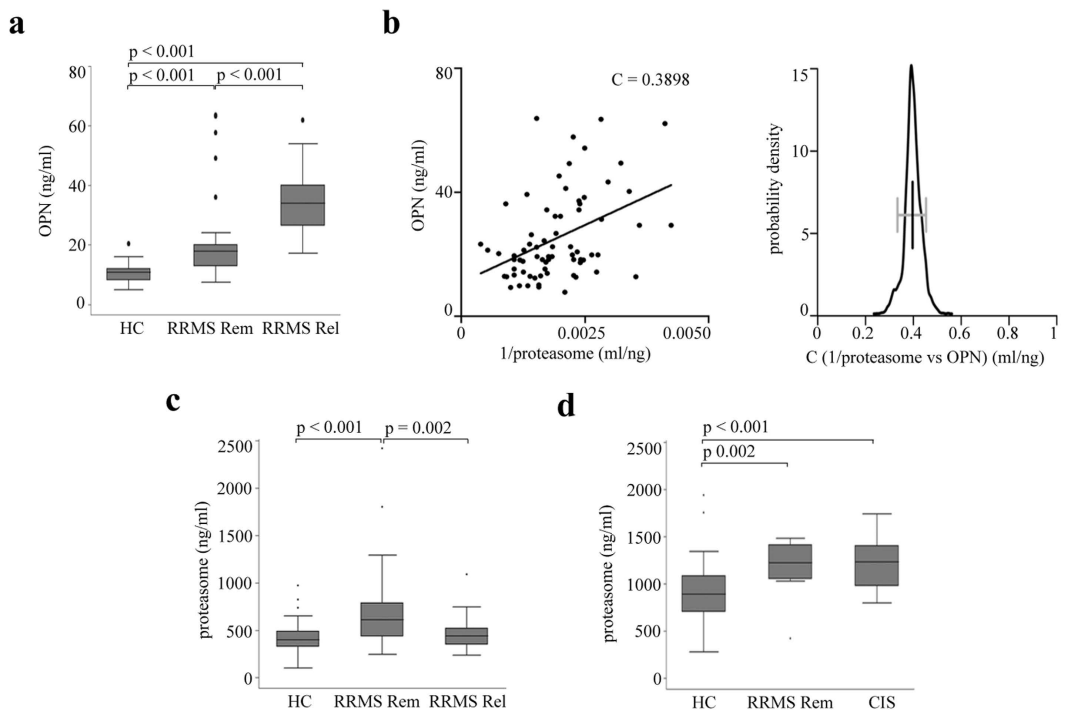 a
p < 0.001
p < 0.001 p < 0.001
80
60
40
20
0
OPN (ng/ml)
HC RRMS Rem RRMS Rel
b
C = 0.3898
80
40
0
OPN (ng/ml)
0 0.0025 0.0050
1/proteasome (ml/ng)
15
10
5
0
probability density
0 0.2 0.4 0.6 0.8 1
C (1/proteasome vs OPN) (ml/ng)
c
p < 0.001 p = 0.002
2500
2000
1500
1000
500
0
proteasome (ng/ml)
HC RRMS Rem RRMS Rel
d
p < 0.001
p 0.002
2500
2000
1500
1000
500
0
proteasome (ng/ml)
HC RRMS Rem CIS